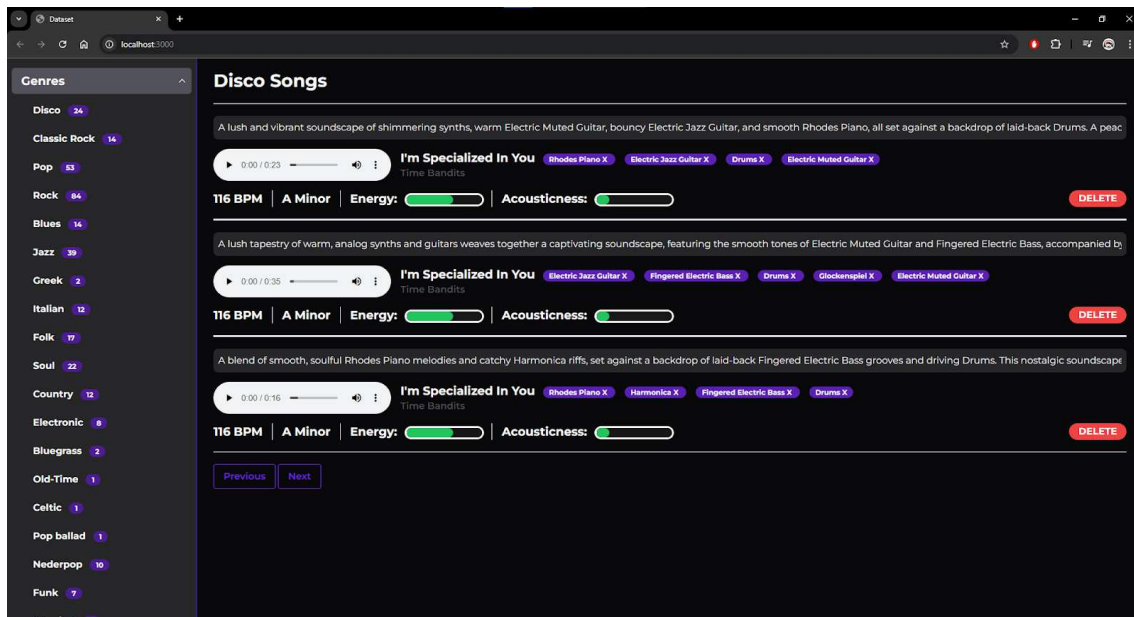 Dataset
localhost:3000
Genres
Disco 24
Classic Rock 14
Pop 53
Rock 84
Blues 14
Jazz 39
Greek 2
Italian 12
Folk 17
Soul 22
Country 12
Electronic 8
Bluegrass 2
Old-Time 1
Celtic 1
Pop ballad 1
Nederpop 10
Funk 7
Disco Songs
A lush and vibrant soundscape of shimmering synths, warm Electric Muted Guitar, bouncy Electric Jazz Guitar, and smooth Rhodes Piano, all set against a backdrop of laid-back Drums. A peac
0:00 / 0:23
I'm Specialized In You Rhodes Piano X Electric Jazz Guitar X Drums X Electric Muted Guitar X
Time Bandits
116 BPM A Minor Energy: Acousticness: DELETE
A lush tapestry of warm, analog synths and guitars weaves together a captivating soundscape, featuring the smooth tones of Electric Muted Guitar and Fingered Electric Bass, accompanied by
0:00 / 0:35
I'm Specialized In You Electric Jazz Guitar X Fingered Electric Bass X Drums X Glockenspiel X Electric Muted Guitar X
Time Bandits
116 BPM A Minor Energy: Acousticness: DELETE
A blend of smooth, soulful Rhodes Piano melodies and catchy Harmonica riffs, set against a backdrop of laid-back Fingered Electric Bass grooves and driving Drums. This nostalgic soundscape
0:00 / 0:16
I'm Specialized In You Rhodes Piano X Harmonica X Fingered Electric Bass X Drums X
Time Bandits
116 BPM A Minor Energy: Acousticness: DELETE
Previous Next